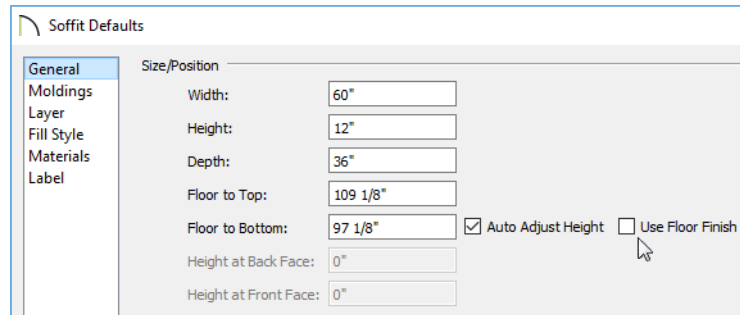 Soffit Defaults
General
Moldings
Layer
Fill Style
Materials
Label
Size/Position
Width: 60"
Height: 12"
Depth: 36"
Floor to Top: 109 1/8"
Floor to Bottom: 97 1/8" Auto Adjust Height Use Floor Finish
Height at Back Face: 0"
Height at Front Face: 0"